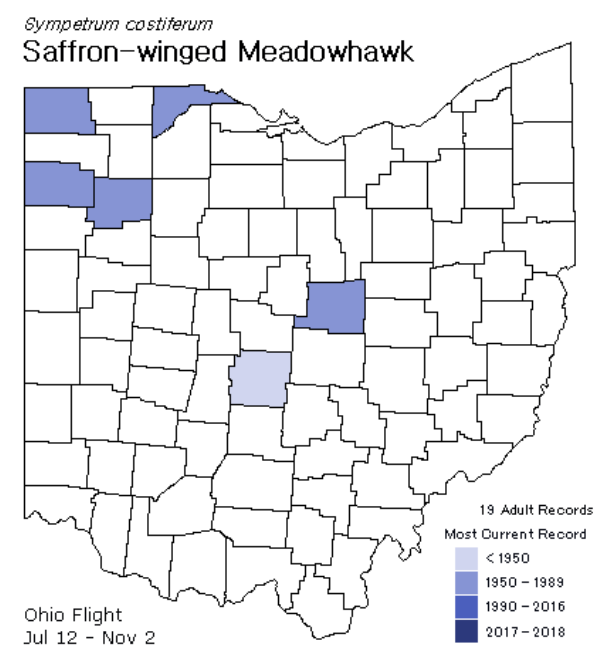 Sympetrum costiferum
Saffron-winged Meadowhawk
19 Adult Records
Most Current Record
< 1950
1950 - 1989
1990 - 2016
2017 - 2018
Ohio Flight
Jul 12 - Nov 2